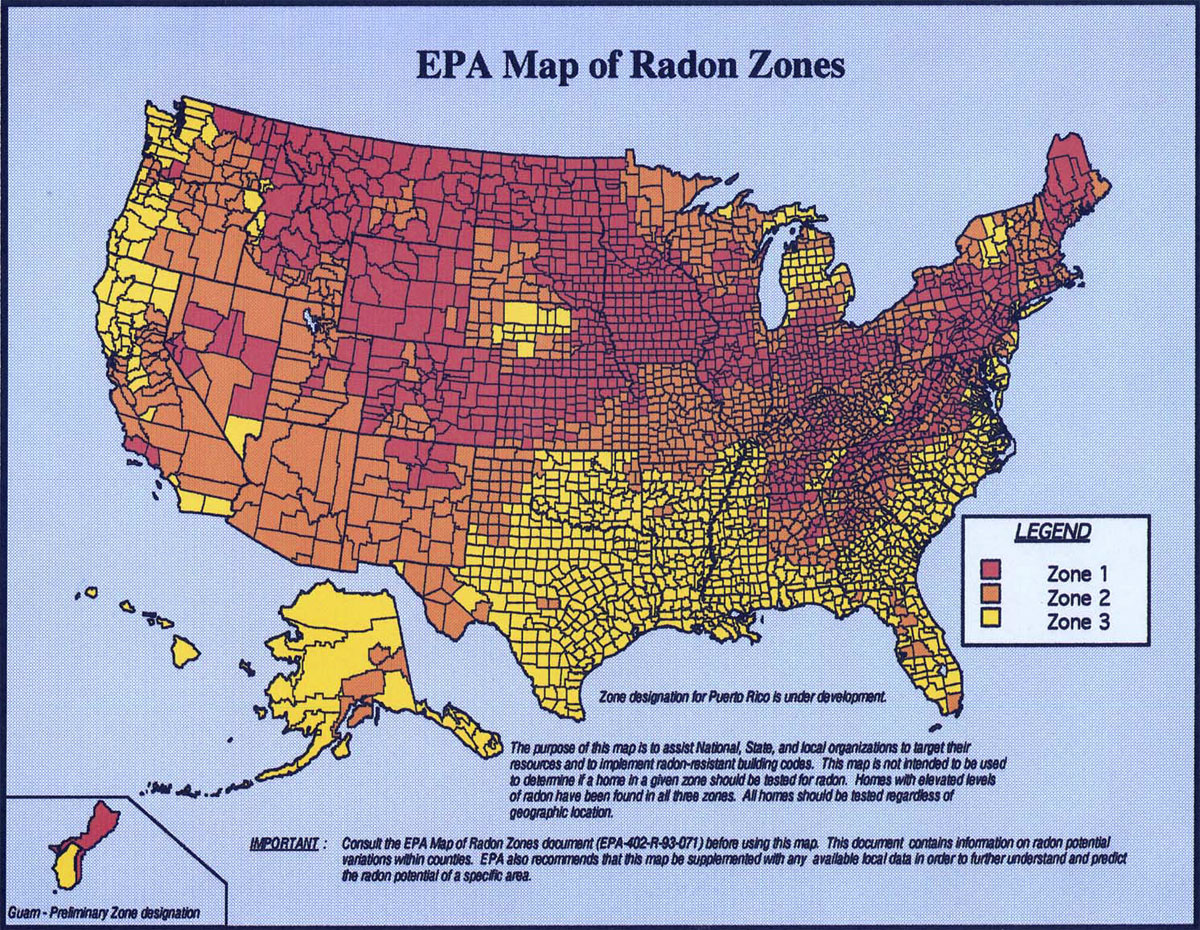 EPA Map of Radon Zones
LEGEND
Zone 1
Zone 2
Zone 3
Zone designation for Puerto Rico is under development.
The purpose of this map is to assist National, State, and local organizations to target their
resources and to implement radon-resistant building codes. This map is not intended to be used
to determine if a home in a given zone should be tested for radon. Homes with elevated levels
of radon have been found in all three zones. All homes should be tested regardless of
geographic location.
IMPORTANT : Consult the EPA Map of Radon Zones document (EPA-402-R-93-071) before using this map. This document contains information on radon potential
variations within counties. EPA also recommends that this map be supplemented with any available local data in order to further understand and predict
the radon potential of a specific area.
Guam - Preliminary Zone designation